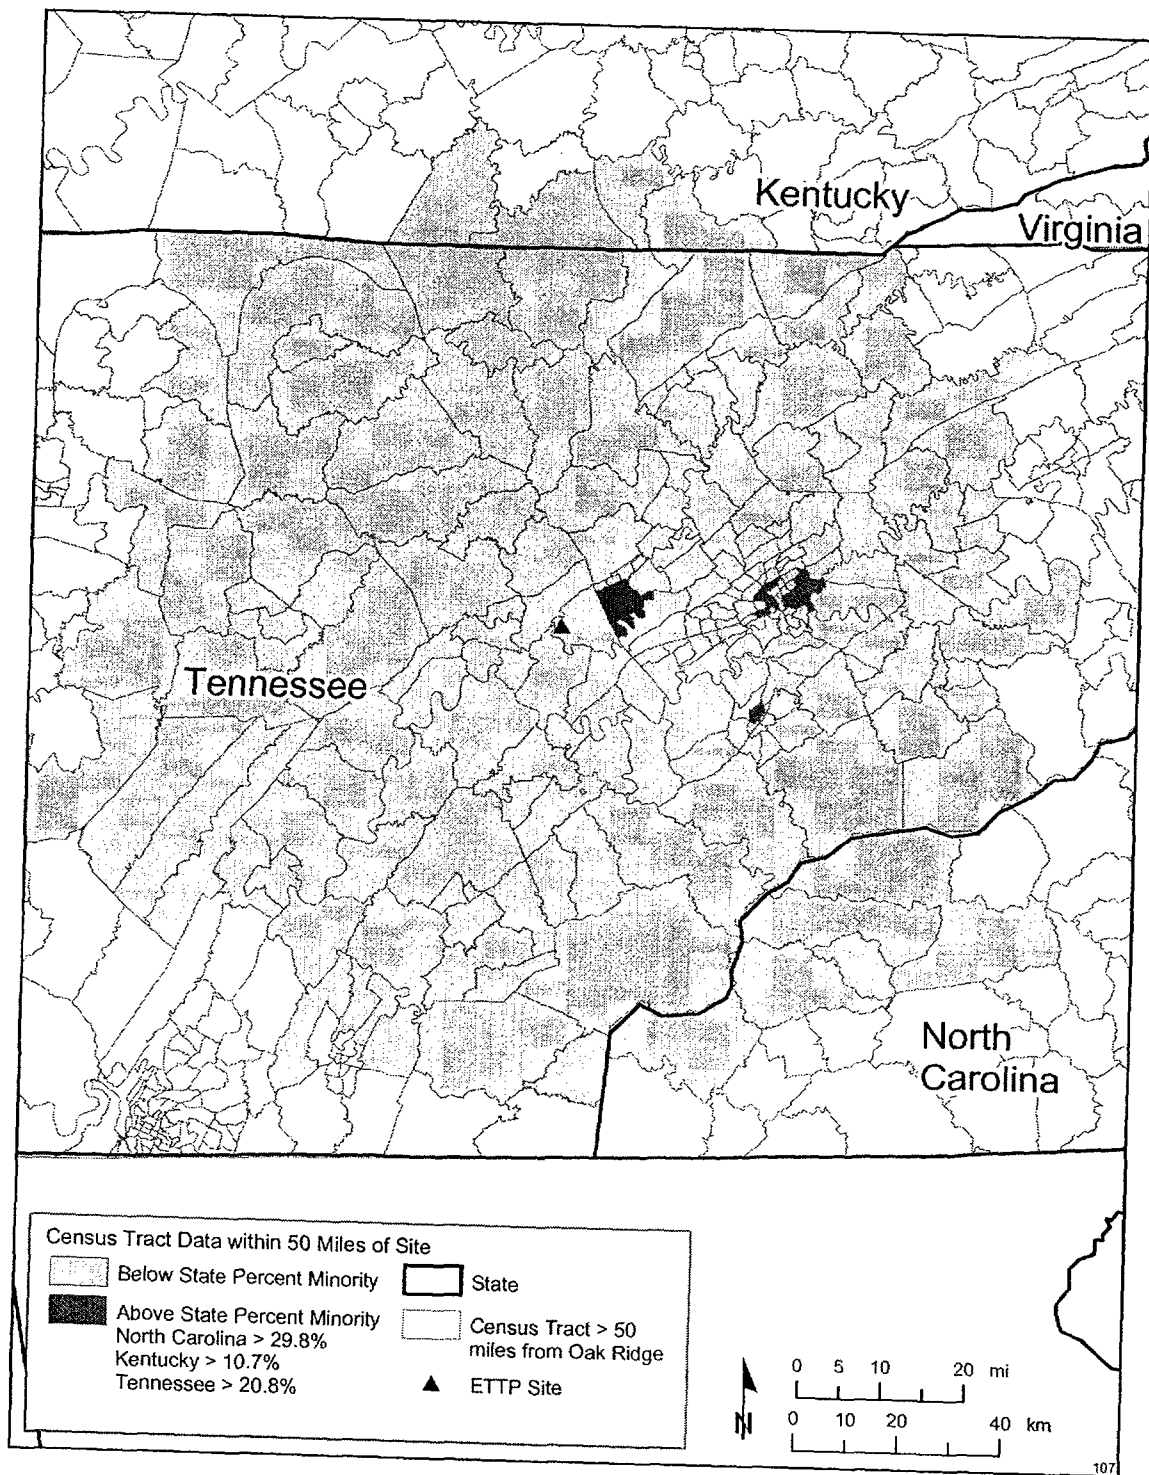 Kentucky
Virginia
Tennessee
North
Carolina
Census Tract Data within 50 Miles of Site
Below State Percent Minority
State
Above State Percent Minority
North Carolina > 29.8%
Kentucky > 10.7%
Tennessee > 20.8%
Census Tract > 50
miles from Oak Ridge
ETTP Site
N
0 5 10 20 mi
0 10 20 40 km
107